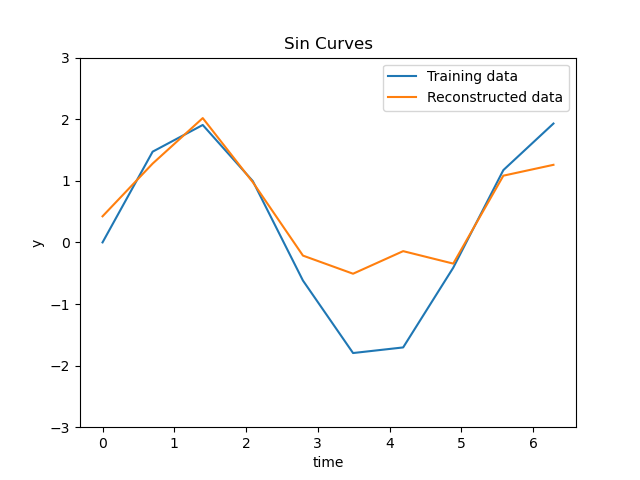 Sin Curves
Training data
Reconstructed data
3
2
1
0
−1
−2
−3
y
0 1 2 3 4 5 6
time